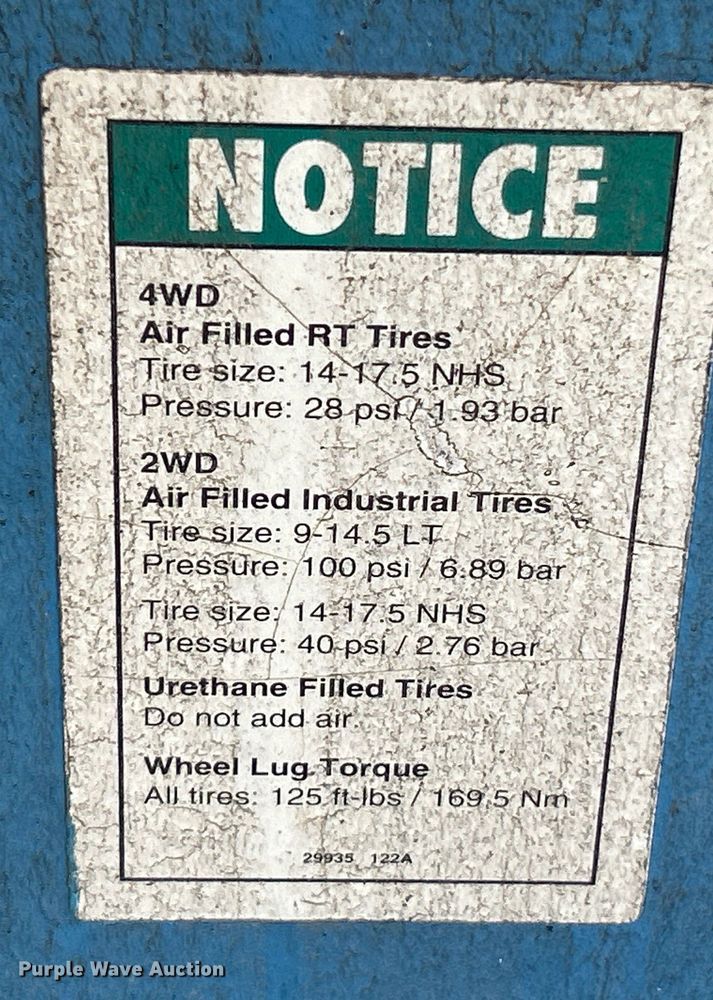 NOTICE
4WD
Air Filled RT Tires
Tire size: 14-17.5 NHS
Pressure: 28 psi / 1.93 bar
2WD
Air Filled Industrial Tires
Tire size: 9-14.5 LT
Pressure: 100 psi / 6.89 bar
Tire size: 14-17.5 NHS
Pressure: 40 psi / 2.76 bar
Urethane Filled Tires
Do not add air.
Wheel Lug Torque
All tires: 125 ft-lbs / 169.5 Nm
29935 122A
Purple Wave Auction